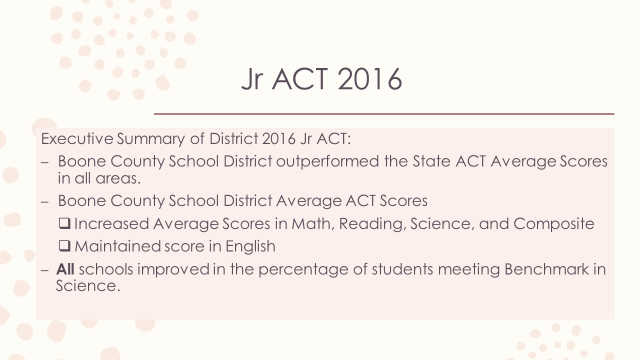 Jr ACT 2016
Executive Summary of District 2016 Jr ACT:
– Boone County School District outperformed the State ACT Average Scores
in all areas.
– Boone County School District Average ACT Scores
❑ Increased Average Scores in Math, Reading, Science, and Composite
❑ Maintained score in English
– All schools improved in the percentage of students meeting Benchmark in
Science.